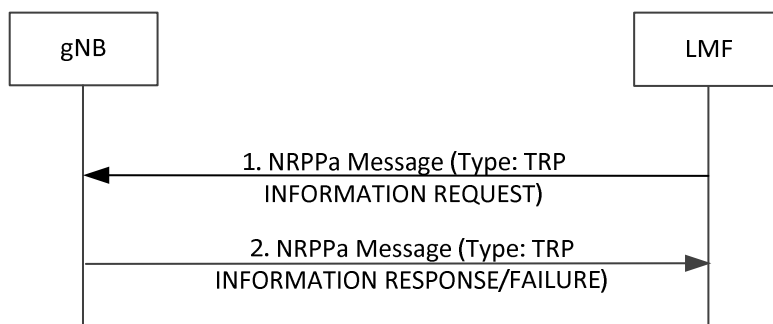 gNB
LMF
1. NRPPa Message (Type: TRP
INFORMATION REQUEST)
2. NRPPa Message (Type: TRP
INFORMATION RESPONSE/FAILURE)